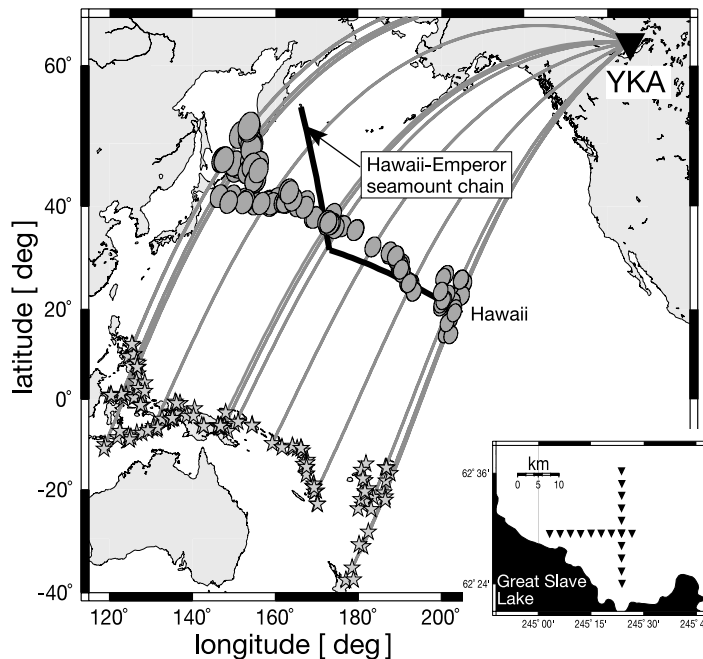 60°
40°
20°
0°
-20°
-40°
latitude [ deg]
YKA
Hawaii-Emperor
seamount chain
Hawaii
120° 140° 160° 180° 200°
longitude [ deg]
km
0 5 10
62° 36'
62° 24'
Great Slave
Lake
245° 00' 245° 15' 245° 30'